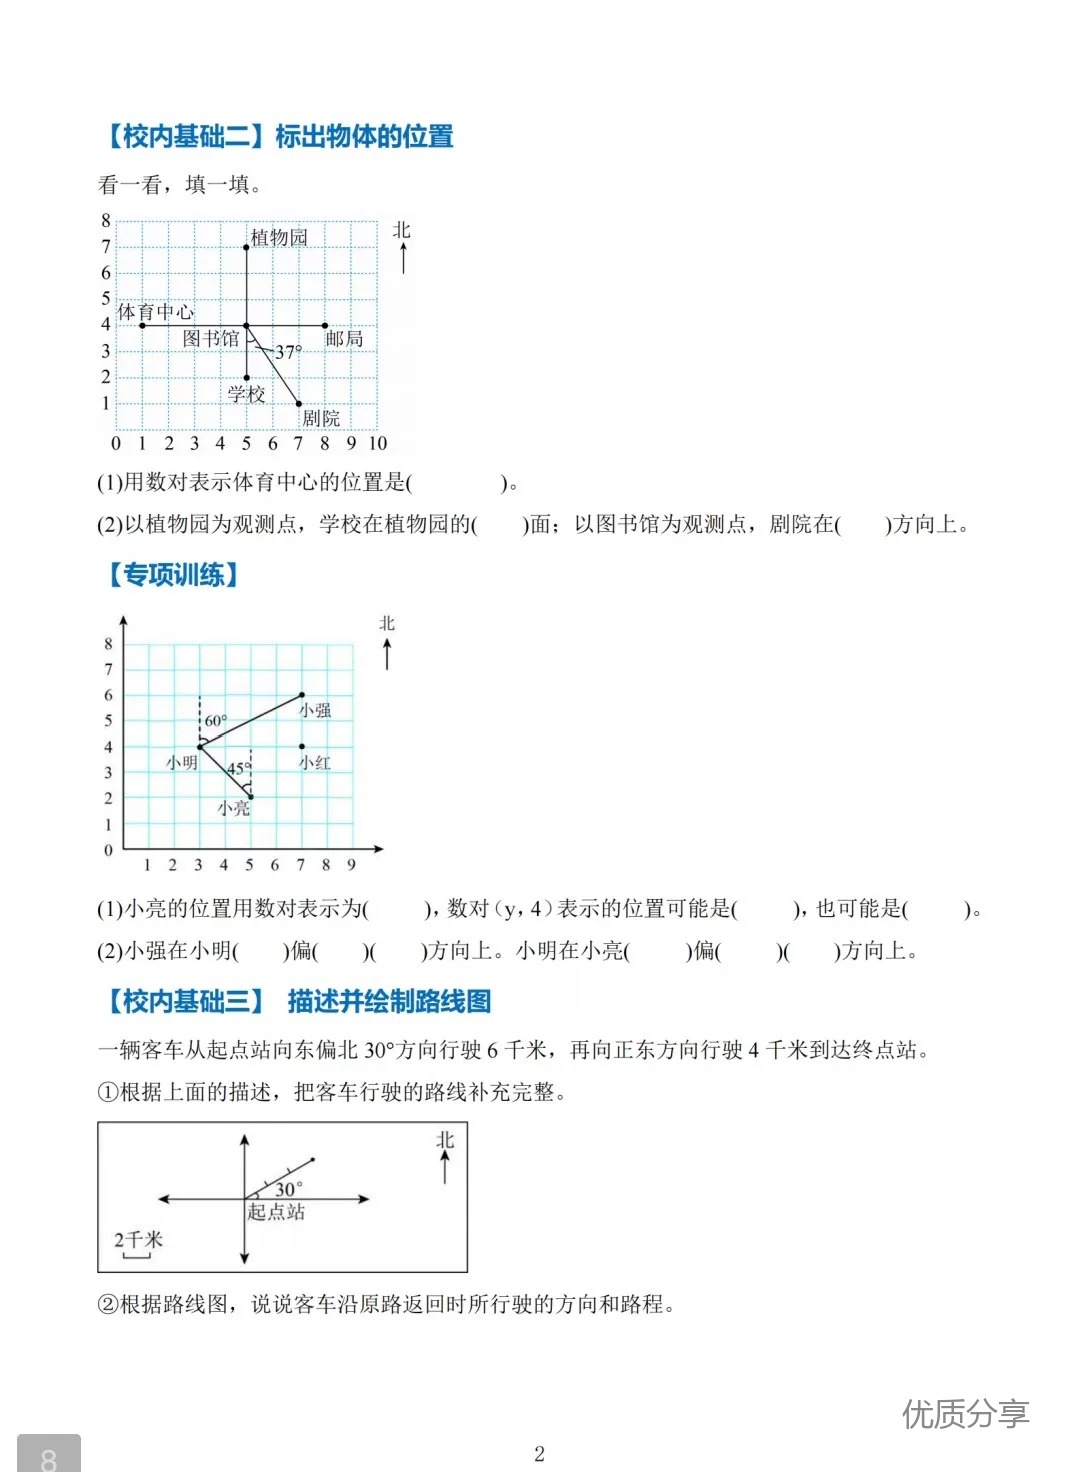 【校内基础二】标出物体的位置
看一看，填一填。
8
7
6
5
4
3
2
1
0 1 2 3 4 5 6 7 8 9 10
植物园
北
体育中心
图书馆
邮局
37°
学校
剧院
(1)用数对表示体育中心的位置是(  )。
(2)以植物园为观测点，学校在植物园的(  )面；以图书馆为观测点，剧院在(  )方向上。
【专项训练】
北
8
7
6
5
4
3
2
1
0
1 2 3 4 5 6 7 8 9
60°
小强
小明
45°
小红
小亮
(1)小亮的位置用数对表示为(  )，数对（y，4）表示的位置可能是(  )，也可能是(  )。
(2)小强在小明(  )偏(  )(  )方向上。小明在小亮(  )偏(  )(  )方向上。
【校内基础三】 描述并绘制路线图
一辆客车从起点站向东偏北 30°方向行驶 6 千米，再向正东方向行驶 4 千米到达终点站。
①根据上面的描述，把客车行驶的路线补充完整。
北
30°
起点站
2千米
②根据路线图，说说客车沿原路返回时所行驶的方向和路程。
优质分享
8
2